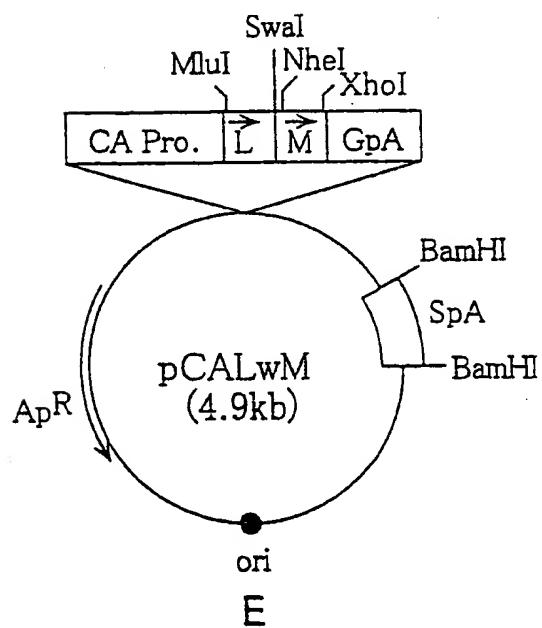 SwaI
MluI
NheI
XhoI
CA Pro.
L
M
GpA
BamHI
SpA
BamHI
pCALwM
(4.9kb)
ApR
ori
E